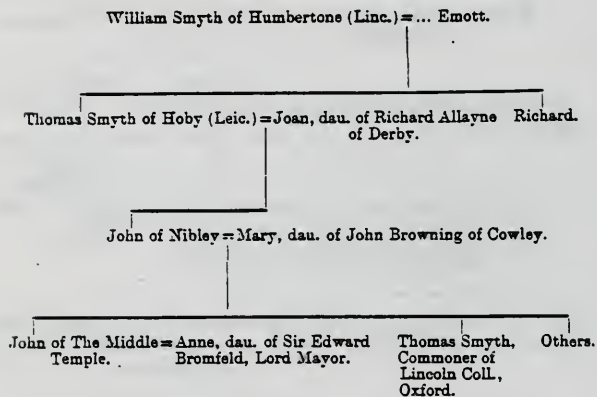 William Smyth of Humbertone (Linc.) = ... Emott.
Thomas Smyth of Hoby (Leic.) = Joan, dau. of Richard Allayne Richard.
of Derby.
John of Nibley = Mary, dau. of John Browning of Cowley.
John of The Middle = Anne, dau. of Sir Edward Thomas Smyth, Others.
Temple. Bromfeld, Lord Mayor. Commoner of
Lincoln Coll.,
Oxford.